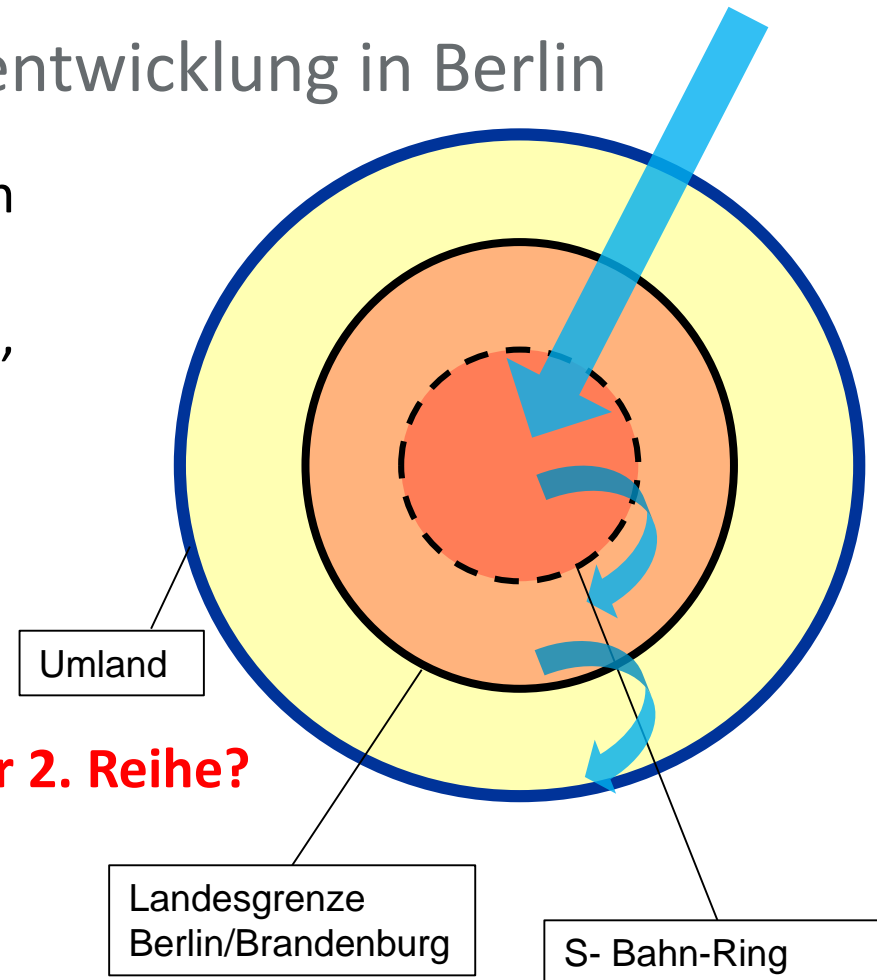 entwicklung in Berlin
n
,
Umland
r 2. Reihe?
Landesgrenze
Berlin/Brandenburg
S- Bahn-Ring